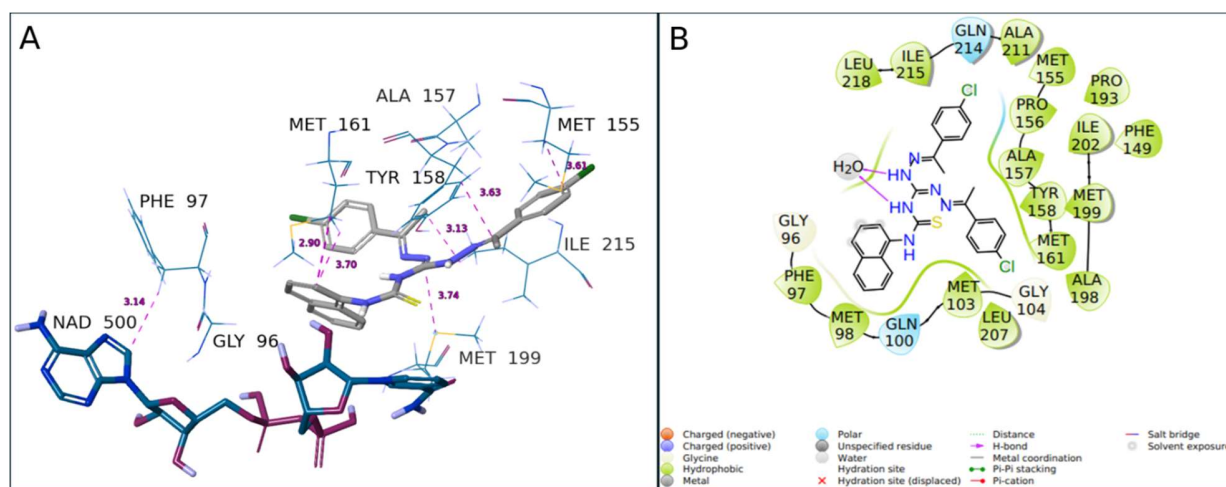 A
ALA 157
MET 161
MET 155
3.61
TYR 158
3.63
PHE 97
3.13
2.90
3.70
ILE 215
3.74
3.14
NAD 500
GLY 96
MET 199
B
GLN 214
ALA 211
ILE 215
LEU 218
MET 155
PRO 193
Cl
PRO 156
ILE 202
PHE 149
H₂O
N
HN
ALA 157
N
N
HN
TYR 158
MET 199
S
NH
MET 161
GLY 96
Cl
PHE 97
MET 103
GLY 104
ALA 198
MET 98
GLN 100
LEU 207
Charged (negative)
Charged (positive)
Glycine
Hydrophobic
Metal
Polar
Unspecified residue
Water
Hydration site
Hydration site (displaced)
Distance
H-bond
Metal coordination
Pi-Pi stacking
Pi-cation
Salt bridge
Solvent exposure